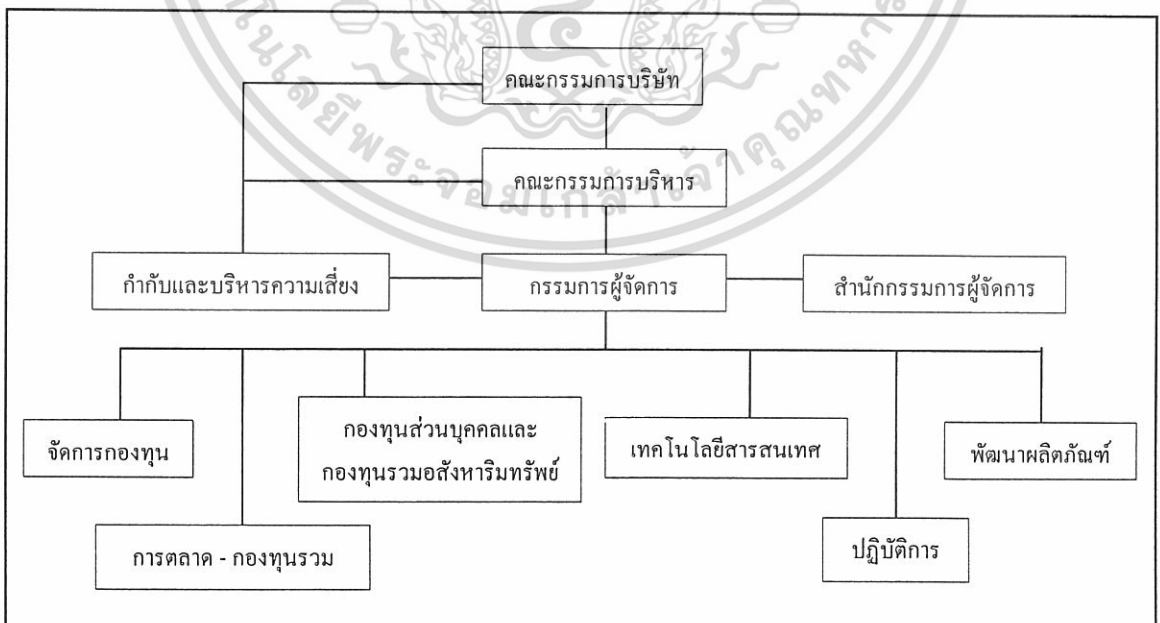 คณะกรรมการบริษัท
คณะกรรมการบริหาร
กำกับและบริหารความเสี่ยง
กรรมการผู้จัดการ
สำนักกรรมการผู้จัดการ
จัดการกองทุน
กองทุนส่วนบุคคลและ
กองทุนรวมอสังหาริมทรัพย์
เทคโนโลยีสารสนเทศ
พัฒนาผลิตภัณฑ์
การตลาด - กองทุนรวม
ปฏิบัติการ